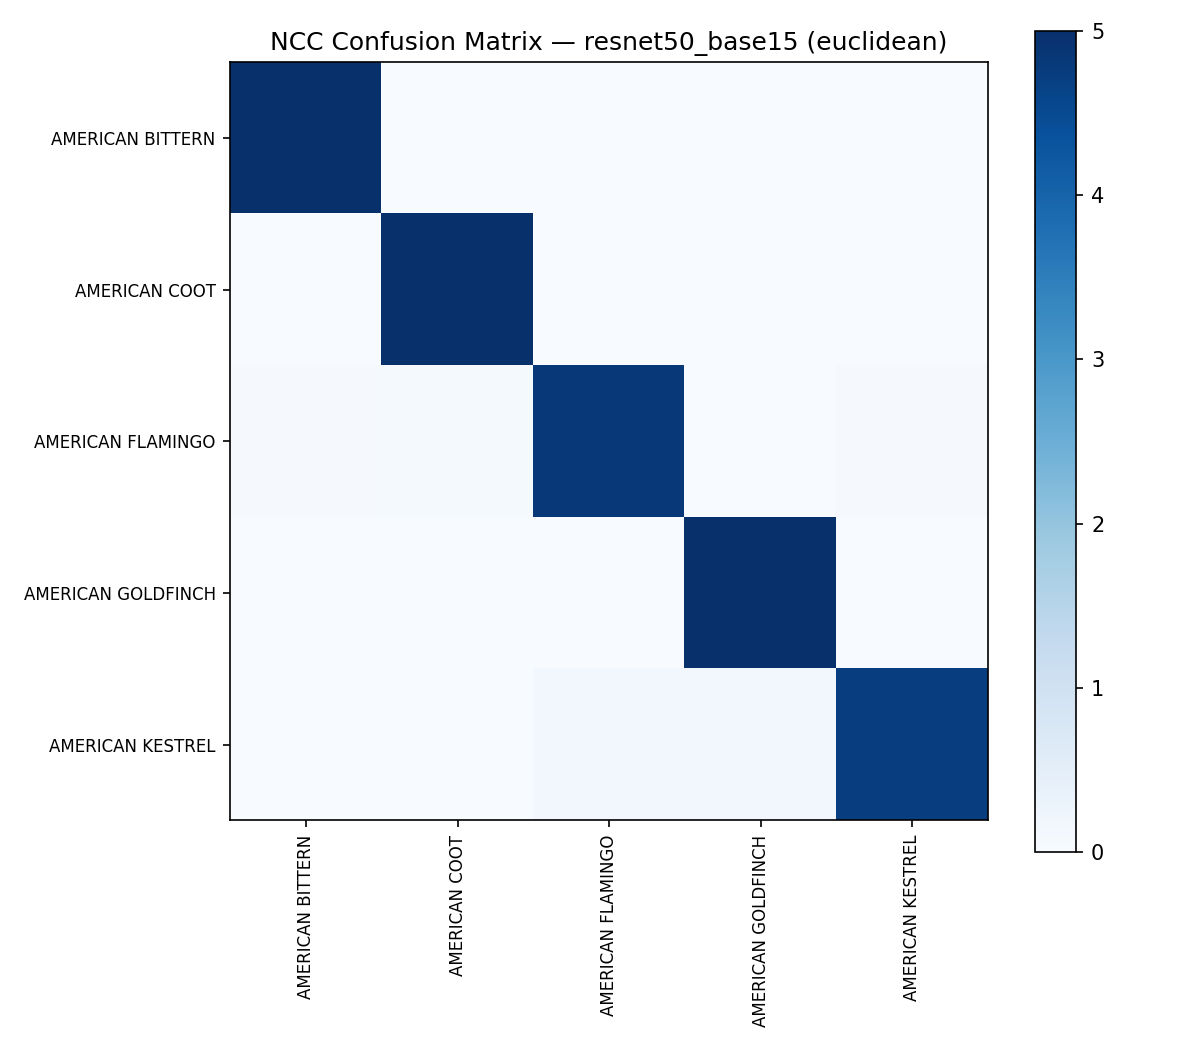 NCC Confusion Matrix — resnet50_base15 (euclidean)
AMERICAN BITTERN
AMERICAN COOT
AMERICAN FLAMINGO
AMERICAN GOLDFINCH
AMERICAN KESTREL
AMERICAN BITTERN
AMERICAN COOT
AMERICAN FLAMINGO
AMERICAN GOLDFINCH
AMERICAN KESTREL
5
4
3
2
1
0